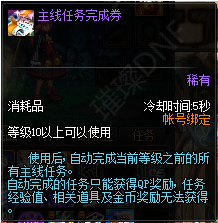 主线任务完成券
稀有
消耗品
冷却时间:5秒
帐号绑定
等级10以上可以使用
任务
使用后,自动完成当前等级之前的所
有主线任务。
自动完成的任务只能获得QP奖励,任务
经验值、相关道具及金币奖励无法获得
。